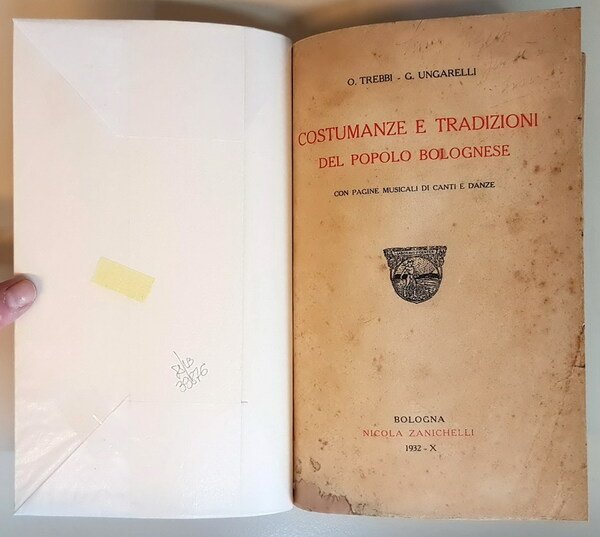 O. TREBBI - G. UNGARELLI
COSTUMANZE E TRADIZIONI
DEL POPOLO BOLOGNESE
CON PAGINE MUSICALI DI CANTI E DANZE
BOLOGNA
NICOLA ZANICHELLI
1932 - X